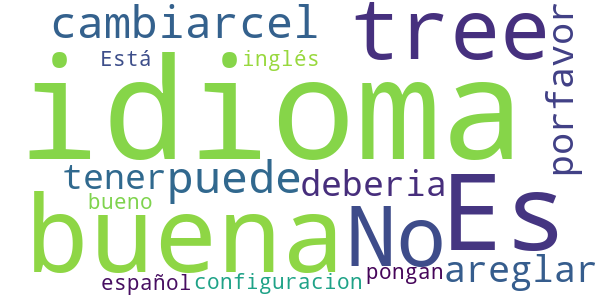 cambiarcel tree
Está inglés
idioma
porfavor
tener puede deberia
bueno
buena No Es
español configuracion pongan areglar